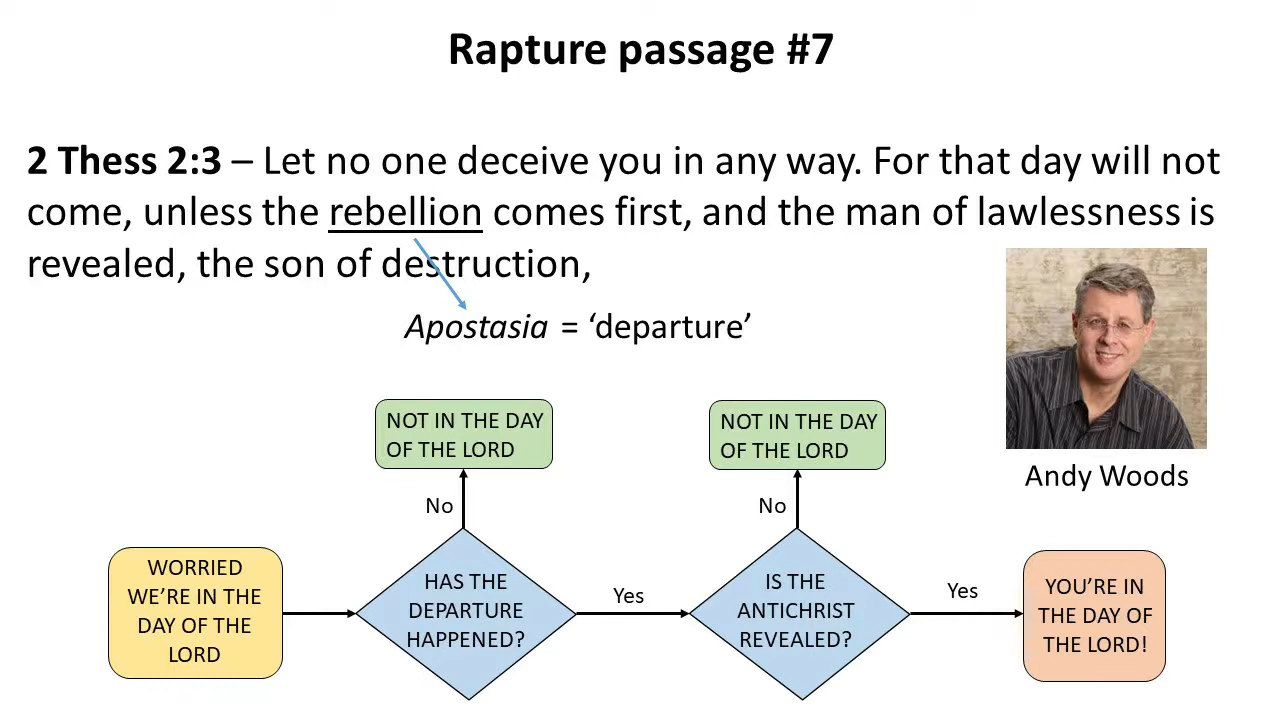 Rapture passage #7
2 Thess 2:3 – Let no one deceive you in any way. For that day will not
come, unless the rebellion comes first, and the man of lawlessness is
revealed, the son of destruction,
Apostasia = ‘departure’
Andy Woods
NOT IN THE DAY
OF THE LORD
NOT IN THE DAY
OF THE LORD
No
No
WORRIED
WE’RE IN THE
DAY OF THE
LORD
HAS THE
DEPARTURE
HAPPENED?
Yes
IS THE
ANTICHRIST
REVEALED?
Yes
YOU’RE IN
THE DAY OF
THE LORD!